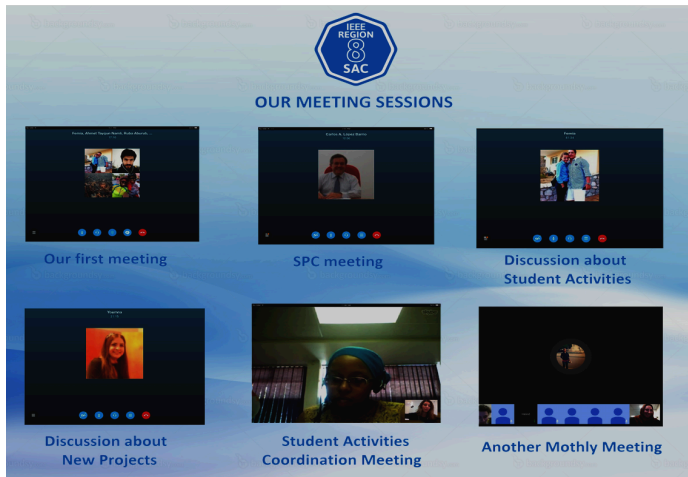 IEEE
REGION
8
SAC
OUR MEETING SESSIONS
Our first meeting
SPC meeting
Discussion about
Student Activities
Discussion about
New Projects
Student Activities
Coordination Meeting
Another Mothly Meeting